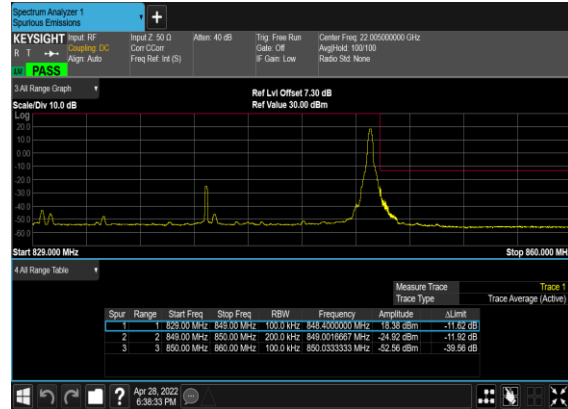 Spectrum Analyzer 1
Spurious Emissions
+
KEYSIGHT Input: RF Input Z: 50 Ω Atten: 40 dB Trig: Free Run Center Freq: 22.005000000 GHz
R T Coupling: DC Corr CCorr Gate: Off Avg|Hold: 100/100
Align: Auto Freq Ref: Int (S) IF Gain: Low Radio Std: None
LW PASS
3 All Range Graph
Ref Lvl Offset 7.30 dB
Scale/Div 10.0 dB Ref Value 30.00 dBm
Log
20.0
10.0
0.00
-10.0
-20.0
-30.0
-40.0
-50.0
-60.0
Start 829.000 MHz Stop 860.000 MH
4 All Range Table
Measure Trace Trace 1
Trace Type Trace Average (Active)
Spur Range Start Freq Stop Freq RBW Frequency Amplitude ΔLimit
1 1 829.00 MHz 849.00 MHz 100.0 kHz 848.4000000 MHz 18.38 dBm -11.62 dB
2 2 849.00 MHz 850.00 MHz 200.0 kHz 849.0016667 MHz -24.92 dBm -11.92 dB
3 3 850.00 MHz 860.00 MHz 100.0 kHz 850.0333333 MHz -52.56 dBm -39.56 dB
? Apr 28, 2022
6:38:33 PM